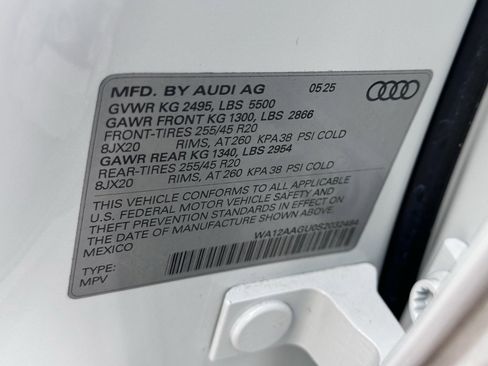 MFD. BY AUDI AG 05 25
GVWR KG 2495, LBS 5500
GAWR FRONT KG 1300, LBS 2866
FRONT-TIRES 255/45 R20
8JX20 RIMS, AT 260 KPA 38 PSI COLD
GAWR REAR KG 1340, LBS 2954
REAR-TIRES 255/45 R20
8JX20 RIMS, AT 260 KPA 38 PSI COLD
THIS VEHICLE CONFORMS TO ALL APPLICABLE
U.S. FEDERAL MOTOR VEHICLE SAFETY AND
THEFT PREVENTION STANDARDS IN EFFECT ON
THE DATE OF MANUFACTURE SHOWN ABOVE.
MEXICO WA12AAGU0S2032484
TYPE:
MPV